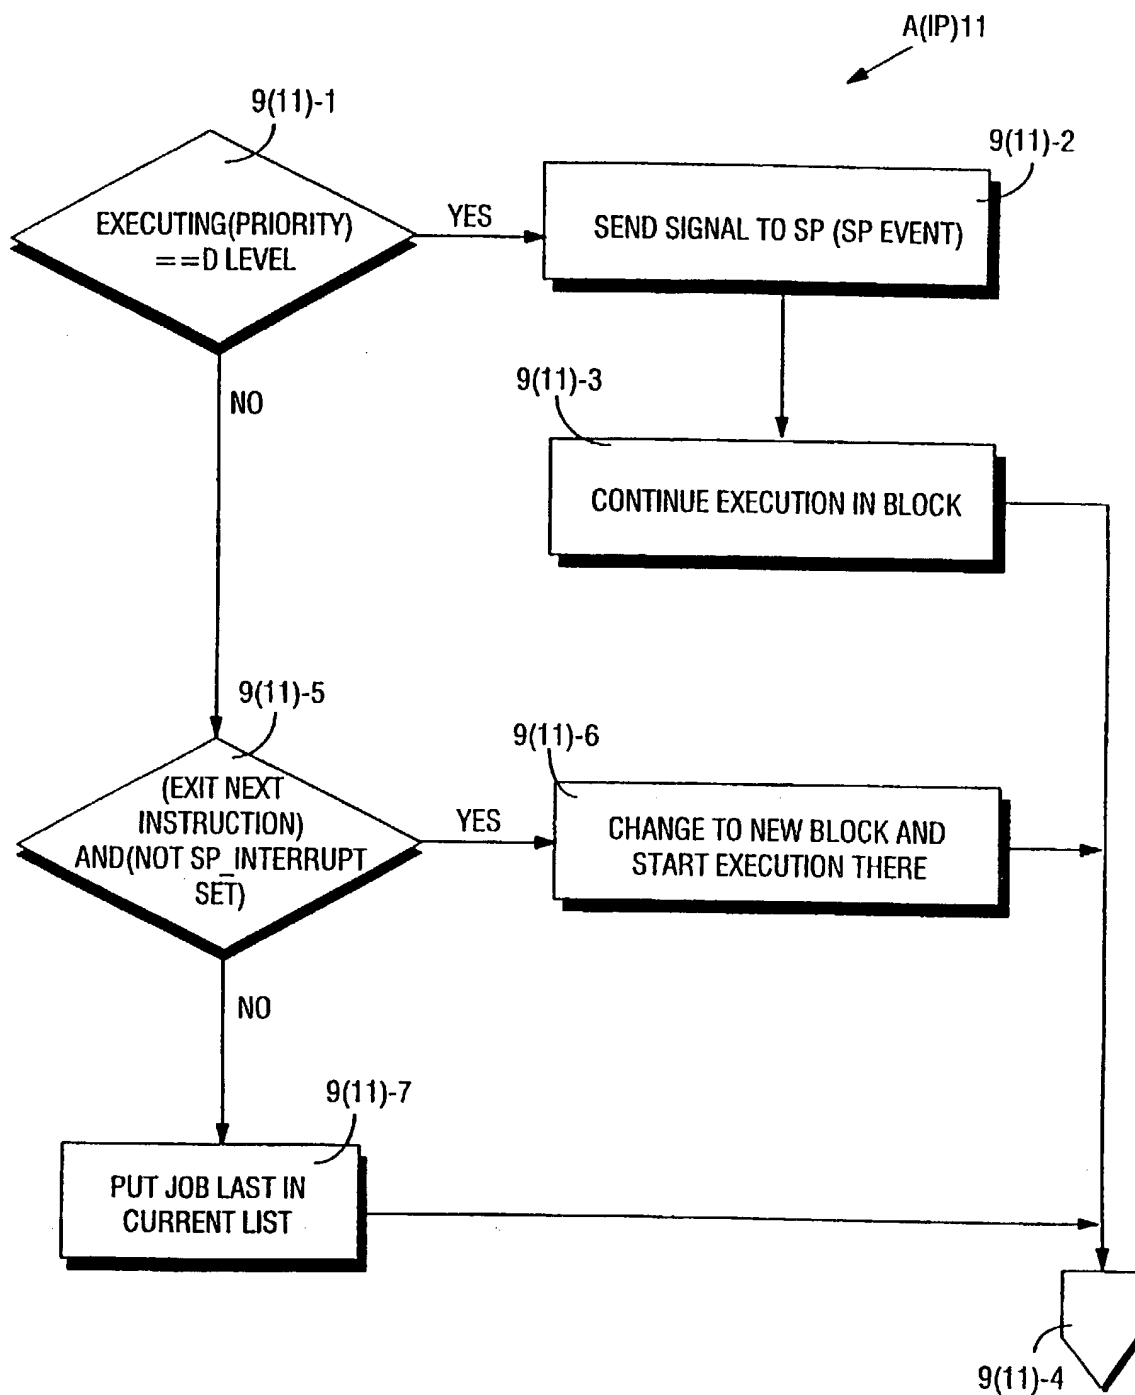 A(IP)11
9(11)-1
9(11)-2
EXECUTING(PRIORITY)
==D LEVEL
YES
SEND SIGNAL TO SP (SP EVENT)
NO
9(11)-3
CONTINUE EXECUTION IN BLOCK
9(11)-5
9(11)-6
(EXIT NEXT
INSTRUCTION)
AND(NOT SP_INTERRUPT
SET)
YES
CHANGE TO NEW BLOCK AND
START EXECUTION THERE
NO
9(11)-7
PUT JOB LAST IN
CURRENT LIST
9(11)-4